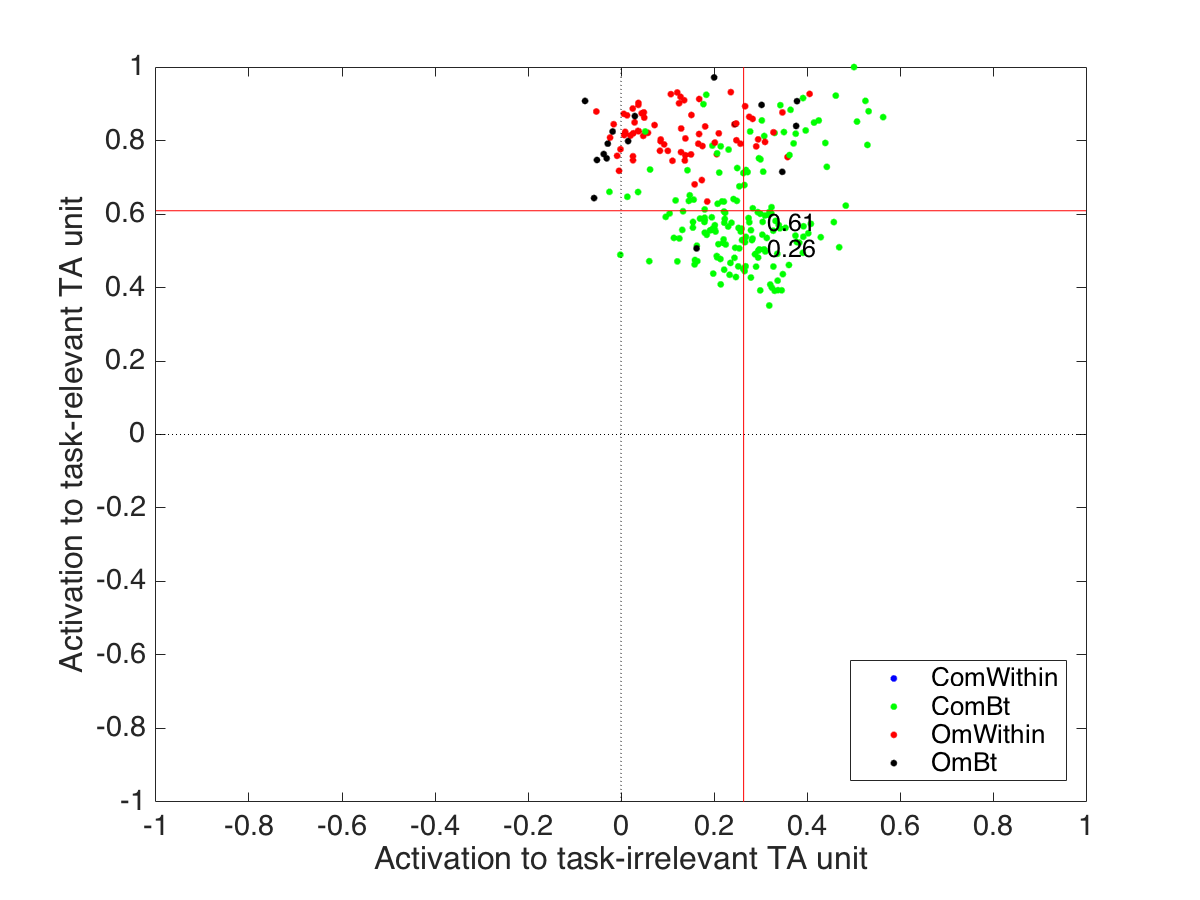 1
0.8
0.6
0.4
0.2
0
-0.2
-0.4
-0.6
-0.8
-1
Activation to task-relevant TA unit
0.61
0.26
ComWithin
ComBt
OmWithin
OmBt
-1 -0.8 -0.6 -0.4 -0.2 0 0.2 0.4 0.6 0.8 1
Activation to task-irrelevant TA unit